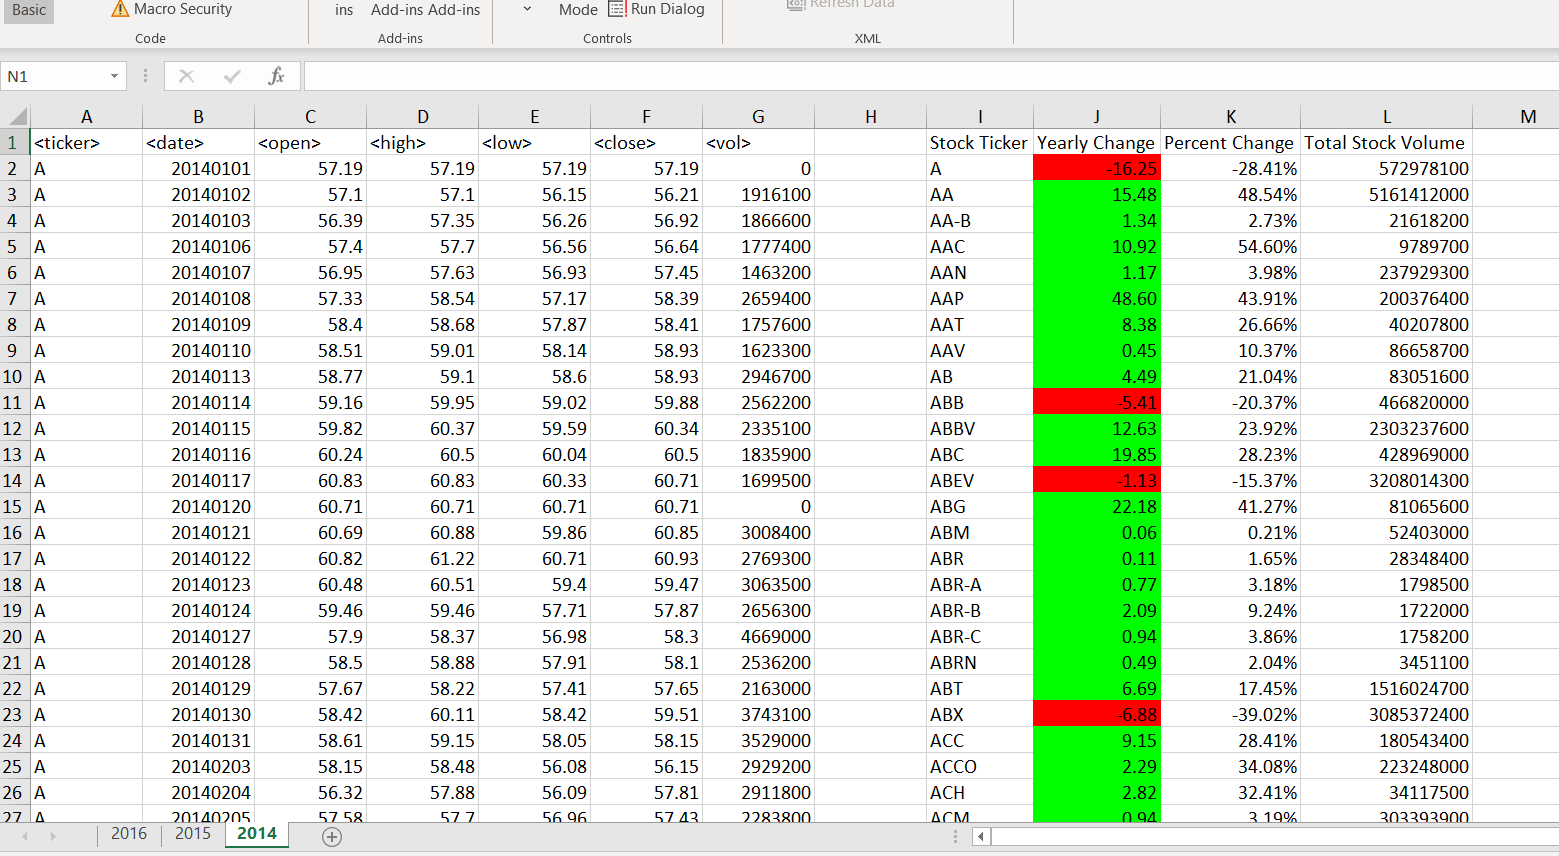 Basic Macro Security ins Add-ins Add-ins Mode Run Dialog Refresh Data
Code Add-ins Controls XML
N1 fx
A B C D E F G H I J K L M
1 <ticker> <date> <open> <high> <low> <close> <vol> Stock Ticker Yearly Change Percent Change Total Stock Volume
2 A 20140101 57.19 57.19 57.19 57.19 0 A -16.25 -28.41% 572978100
3 A 20140102 57.1 57.1 56.15 56.21 1916100 AA 15.48 48.54% 5161412000
4 A 20140103 56.39 57.35 56.26 56.92 1866600 AA-B 1.34 2.73% 21618200
5 A 20140106 57.4 57.7 56.56 56.64 1777400 AAC 10.92 54.60% 9789700
6 A 20140107 56.95 57.63 56.93 57.45 1463200 AAN 1.17 3.98% 237929300
7 A 20140108 57.33 58.54 57.17 58.39 2659400 AAP 48.60 43.91% 200376400
8 A 20140109 58.4 58.68 57.87 58.41 1757600 AAT 8.38 26.66% 40207800
9 A 20140110 58.51 59.01 58.14 58.93 1623300 AAV 0.45 10.37% 86658700
10 A 20140113 58.77 59.1 58.6 58.93 2946700 AB 4.49 21.04% 83051600
11 A 20140114 59.16 59.95 59.02 59.88 2562200 ABB -5.41 -20.37% 466820000
12 A 20140115 59.82 60.37 59.59 60.34 2335100 ABBV 12.63 23.92% 2303237600
13 A 20140116 60.24 60.5 60.04 60.5 1835900 ABC 19.85 28.23% 428969000
14 A 20140117 60.83 60.83 60.33 60.71 1699500 ABEV -1.13 -15.37% 3208014300
15 A 20140120 60.71 60.71 60.71 60.71 0 ABG 22.18 41.27% 81065600
16 A 20140121 60.69 60.88 59.86 60.85 3008400 ABM 0.06 0.21% 52403000
17 A 20140122 60.82 61.22 60.71 60.93 2769300 ABR 0.11 1.65% 28348400
18 A 20140123 60.48 60.51 59.4 59.47 3063500 ABR-A 0.77 3.18% 1798500
19 A 20140124 59.46 59.46 57.71 57.87 2656300 ABR-B 2.09 9.24% 1722000
20 A 20140127 57.9 58.37 56.98 58.3 4669000 ABR-C 0.94 3.86% 1758200
21 A 20140128 58.5 58.88 57.91 58.1 2536200 ABRN 0.49 2.04% 3451100
22 A 20140129 57.67 58.22 57.41 57.65 2163000 ABT 6.69 17.45% 1516024700
23 A 20140130 58.42 60.11 58.42 59.51 3743100 ABX -6.88 -39.02% 3085372400
24 A 20140131 58.61 59.15 58.05 58.15 3529000 ACC 9.15 28.41% 180543400
25 A 20140203 58.15 58.48 56.08 56.15 2929200 ACCO 2.29 34.08% 223248000
26 A 20140204 56.32 57.88 56.09 57.81 2911800 ACH 2.82 32.41% 34117500
27 A 20140205 57.58 57.7 56.96 57.43 2283800 ACM 0.94 3.19% 303393900
2016 2015 2014